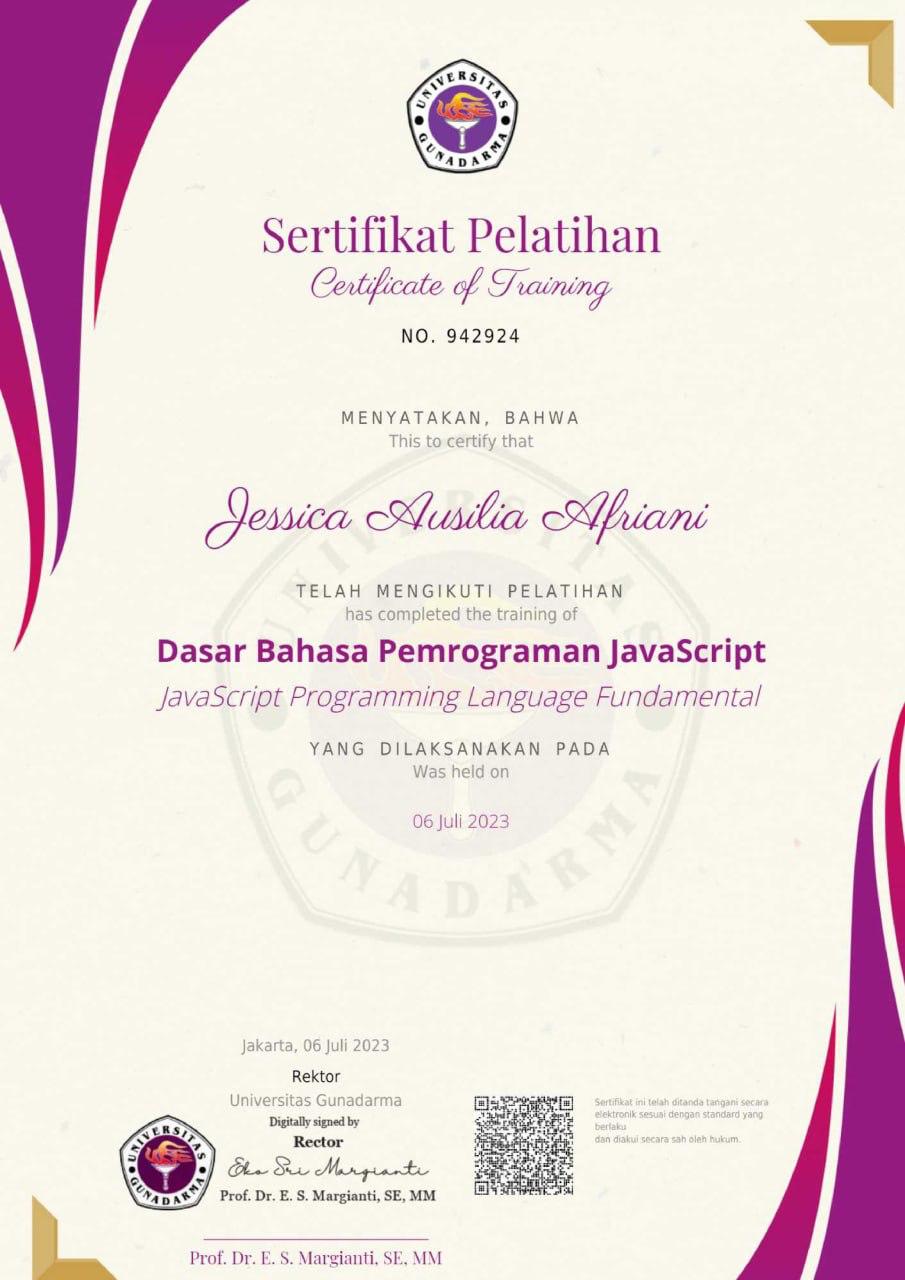 UNIVERSITAS
GUNADARMA
Sertifikat Pelatihan
Certificate of Training
NO. 942924
MENYATAKAN, BAHWA
This to certify that
Jessica Ausilia Afriani
TELAH MENGIKUTI PELATIHAN
has completed the training of
Dasar Bahasa Pemrograman JavaScript
JavaScript Programming Language Fundamental
YANG DILAKSANAKAN PADA
Was held on
06 Juli 2023
UNIVERSITAS
GUNADARMA
Jakarta, 06 Juli 2023
Rektor
Universitas Gunadarma
Digitally signed by
Rector
Eko Sri Margianti
Prof. Dr. E. S. Margianti, SE, MM
UNIVERSITAS
GUNADARMA
Prof. Dr. E. S. Margianti, SE, MM
Sertifikat ini telah ditanda tangani secara
elektronik sesuai dengan standard yang
berlaku
dan diakui secara sah oleh hukum.